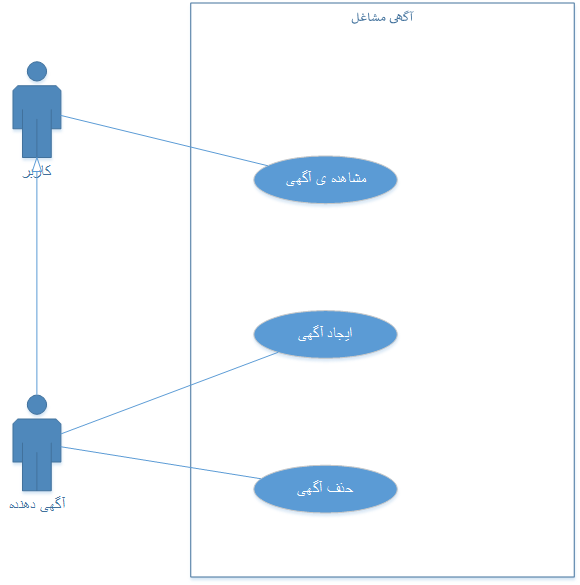 آگهی مشاغل
کاربر
مشاهده ی آگهی
ایجاد آگهی
حذف آگهی
آگهی دهنده